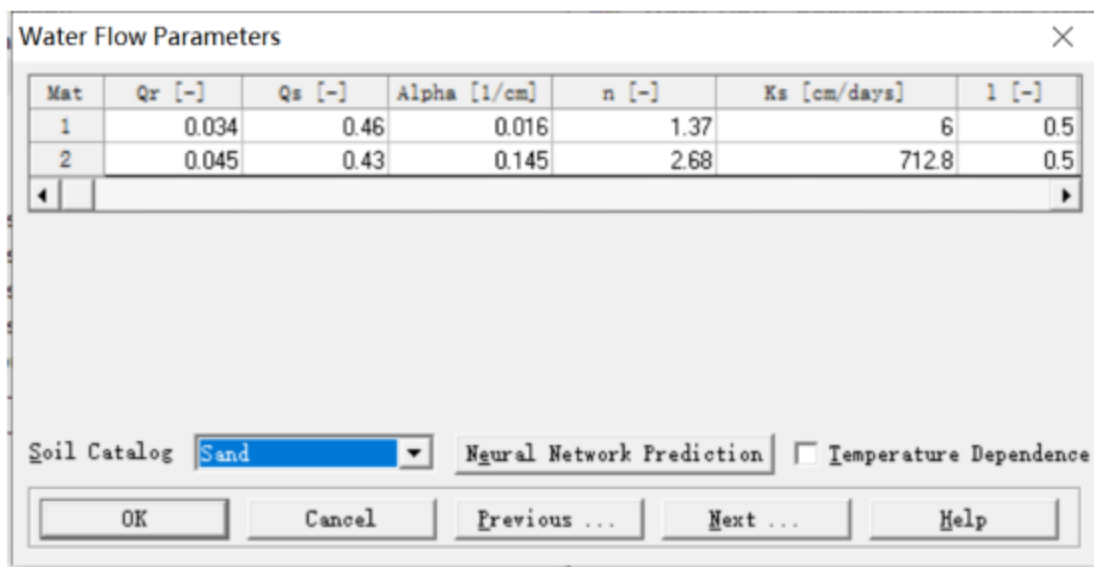 Water Flow Parameters
Mat Qr [-] Qs [-] Alpha [1/cm] n [-] Ks [cm/days] l [-]
1 0.034 0.46 0.016 1.37 6 0.5
2 0.045 0.43 0.145 2.68 712.8 0.5
Soil Catalog Sand Neural Network Prediction Temperature Dependence
OK Cancel Previous ... Next ... Help